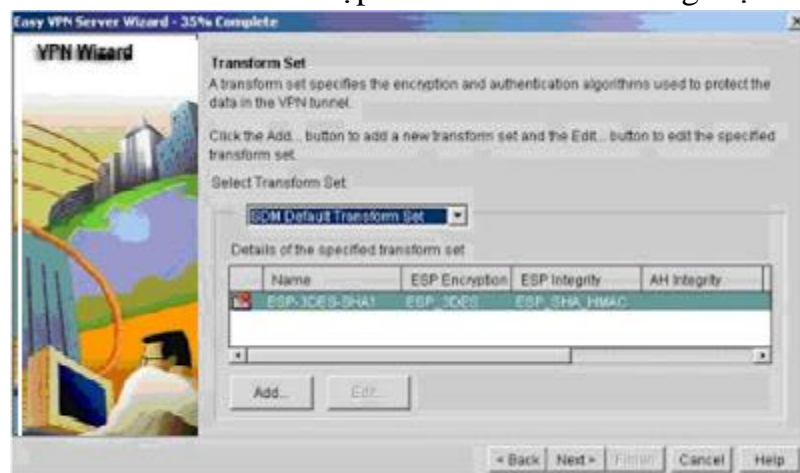 Easy VPN Server Wizard - 35% Complete
VPN Wizard
Transform Set
A transform set specifies the encryption and authentication algorithms used to protect the
data in the VPN tunnel.
Click the Add... button to add a new transform set and the Edit... button to edit the specified
transform set.
Select Transform Set:
SDM Default Transform Set
Details of the specified transform set
Name ESP Encryption ESP Integrity AH Integrity
ESP-3DES-SHA1 ESP_3DES ESP_SHA_HMAC
Add... Edit...
< Back Next > Finish Cancel Help